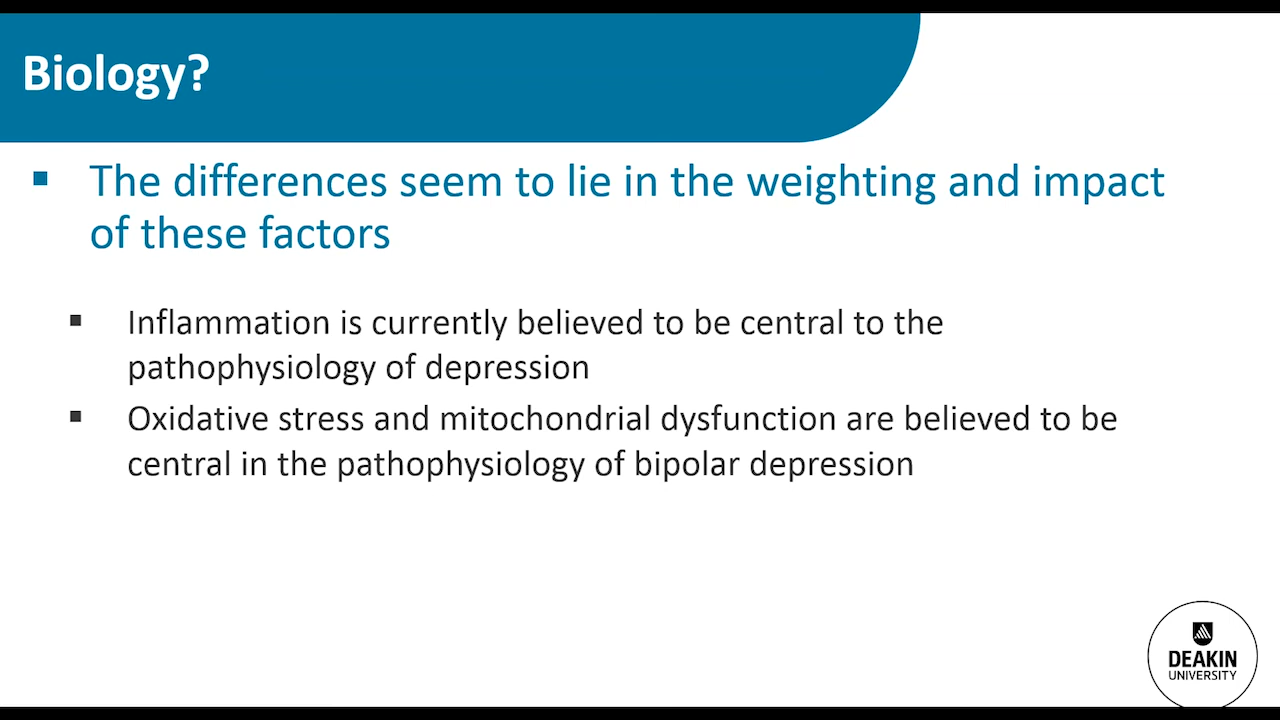 Biology?
▪ The differences seem to lie in the weighting and impact
of these factors
▪ Inflammation is currently believed to be central to the
pathophysiology of depression
▪ Oxidative stress and mitochondrial dysfunction are believed to be
central in the pathophysiology of bipolar depression
DEAKIN
UNIVERSITY